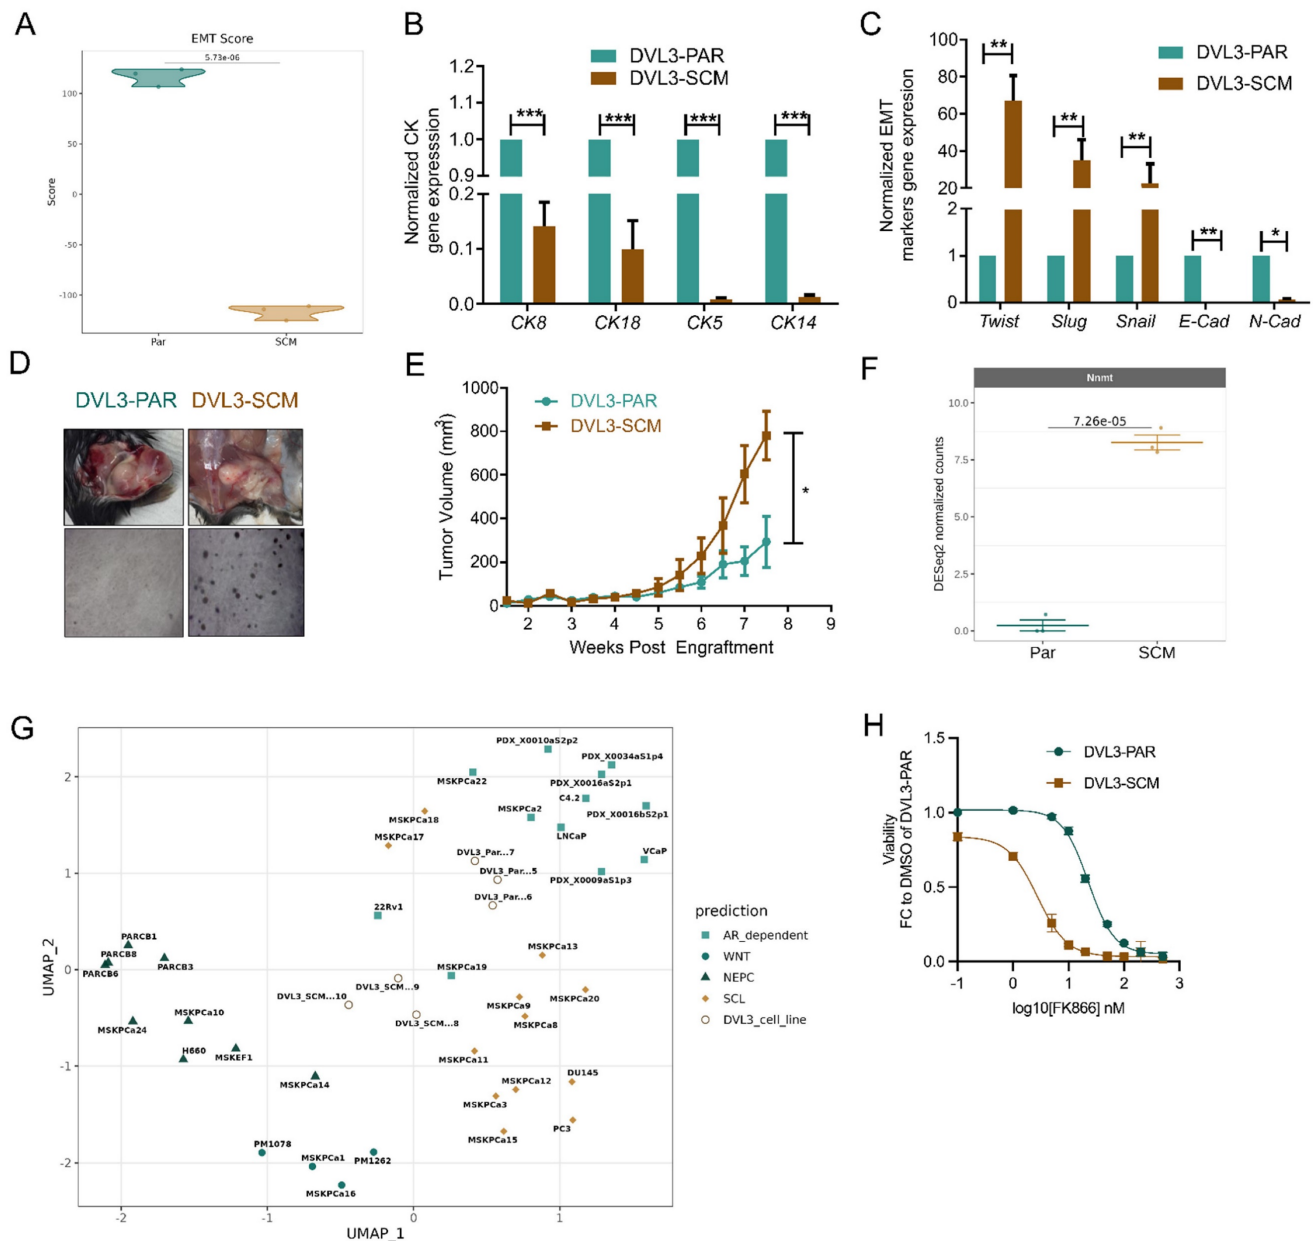 A
EMT Score
5.73e-06
Score
100
50
0
-50
-100
Par
SCM
B
DVL3-PAR
DVL3-SCM
Normalized CK
gene expresssion
1.2
1.1
1.0
0.9
0.2
0.1
0.0
***
***
***
***
CK8
CK18
CK5
CK14
C
DVL3-PAR
DVL3-SCM
Normalized EMT
markers gene expresion
100
80
60
40
20
2
1
0
**
**
**
**
*
Twist
Slug
Snail
E-Cad
N-Cad
D
DVL3-PAR
DVL3-SCM
E
DVL3-PAR
DVL3-SCM
Tumor Volume (mm3)
1000
800
600
400
200
0
*
2
3
4
5
6
7
8
9
Weeks Post Engraftment
F
Nnmt
7.26e-05
DESeq2 normalized counts
10.0
7.5
5.0
2.5
0.0
Par
SCM
G
UMAP_2
2
1
0
-1
-2
PDX_X0010aS2p2
PDX_X0034aS1p4
MSKPCa22
PDX_X0016aS2p1
C4.2
MSKPCa2
PDX_X0016bS2p1
MSKPCa18
LNCaP
MSKPCa17
DVL3_Par...7
VCaP
DVL3_Par...5
PDX_X0009aS1p3
DVL3_Par...6
22Rv1
PARCB1
PARCB8
PARCB3
PARCB6
MSKPCa13
MSKPCa19
DVL3_SCM...9
DVL3_SCM...10
MSKPCa20
MSKPCa9
DVL3_SCM...8
MSKPCa8
MSKPCa10
MSKPCa24
H660
MSKEF1
MSKPCa11
MSKPCa14
DU145
MSKPCa12
MSKPCa3
PC3
MSKPCa15
PM1078
MSKPCa1
PM1262
MSKPCa16
-2
-1
0
1
UMAP_1
prediction
AR_dependent
WNT
NEPC
SCL
DVL3_cell_line
H
DVL3-PAR
DVL3-SCM
Viability
FC to DMSO of DVL3-PAR
1.5
1.0
0.5
0.0
-1
0
1
2
3
log10[FK866] nM